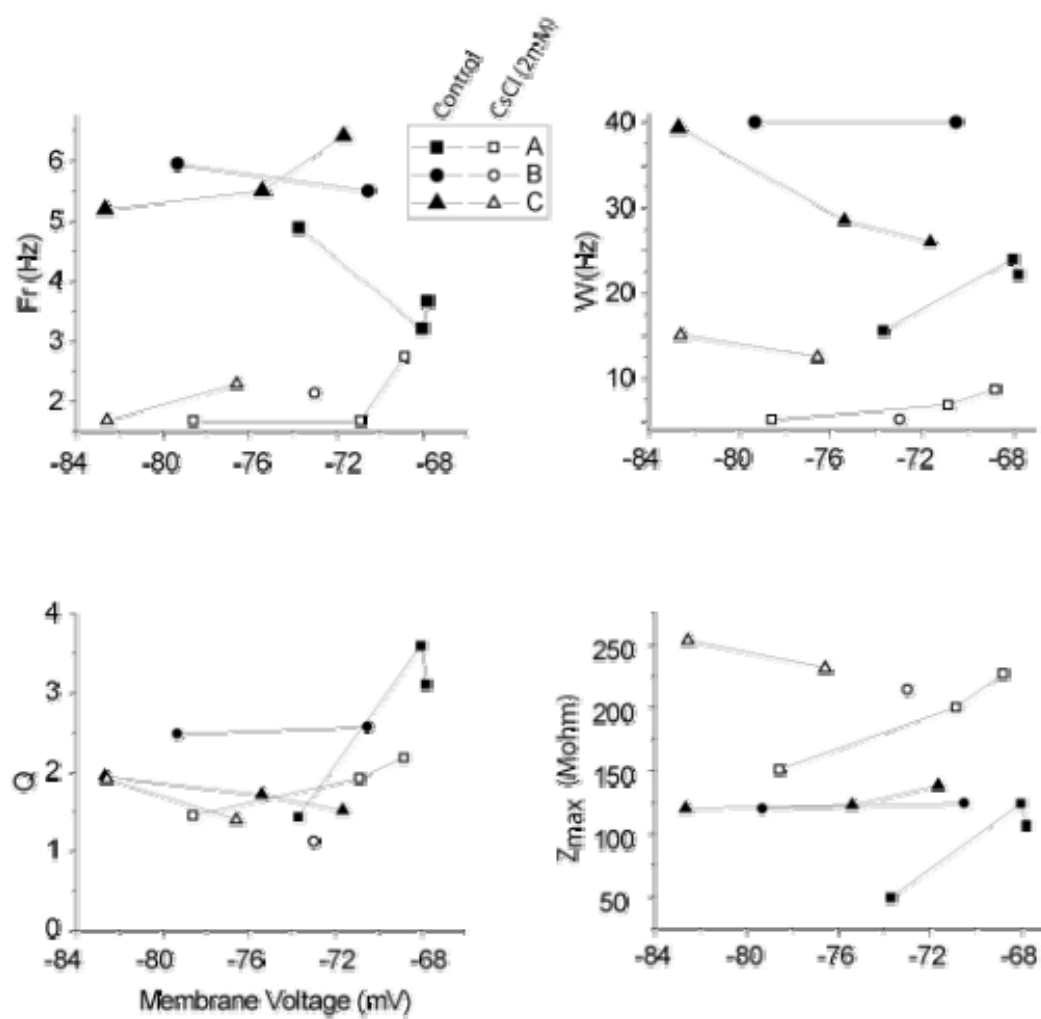 Control CsCl (2mM)
A
B
C
Fr (Hz)
6
5
4
3
2
-84 -80 -76 -72 -68
W (Hz)
40
30
20
10
-84 -80 -76 -72 -68
Q
4
3
2
1
0
-84 -80 -76 -72 -68
Membrane Voltage (mV)
Zmax (Mohm)
250
200
150
100
50
-84 -80 -76 -72 -68